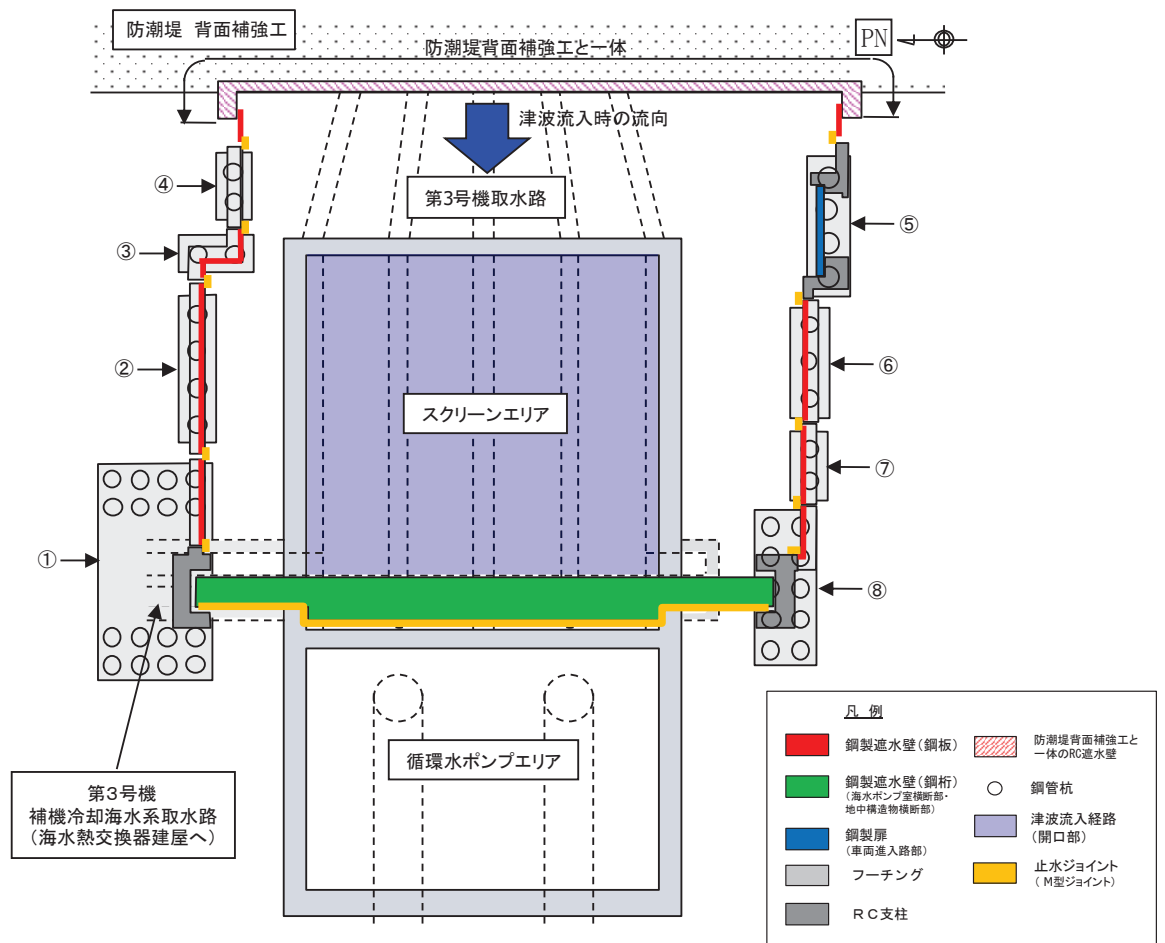 防潮堤 背面補強工
防潮堤背面補強工と一体
PN
津波流入時の流向
第3号機取水路
④
⑤
③
②
⑥
スクリーンエリア
⑦
①
⑧
循環水ポンプエリア
第3号機
補機冷却海水系取水路
(海水熱交換器建屋へ)
凡 例
鋼製遮水壁(鋼板)
鋼製遮水壁(鋼桁)
(海水ポンプ室横断部・
地中構造物横断部)
鋼製扉
(車両進入路部)
フーチング
RC支柱
防潮堤背面補強工と
一体のRC遮水壁
鋼管杭
津波流入経路
(開口部)
止水ジョイント
(M型ジョイント)